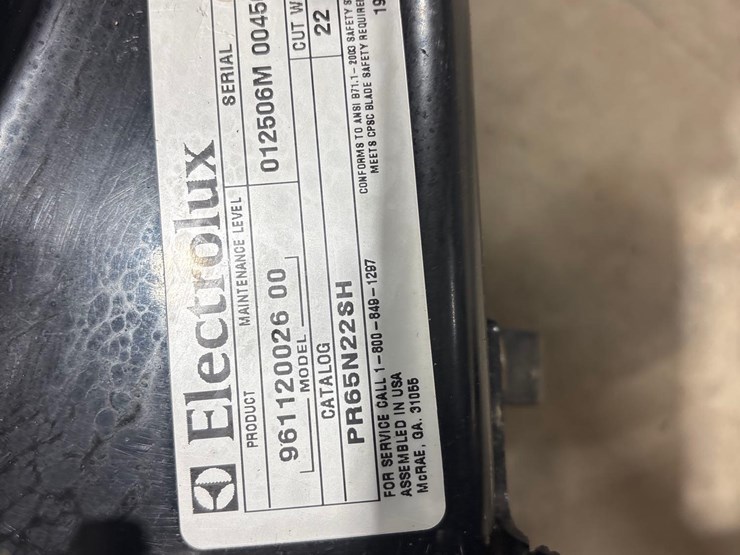 Electrolux
PRODUCT MAINTENANCE LEVEL SERIAL
961120026 00 012506M 0045
MODEL
CATALOG CUT W
PR65N22SH 22
FOR SERVICE CALL 1-800-849-1297 CONFORMS TO ANSI B71.1-2003 SAFETY S
ASSEMBLED IN USA MEETS CPSC BLADE SAFETY REQUIRE
McRAE, GA. 31055 19